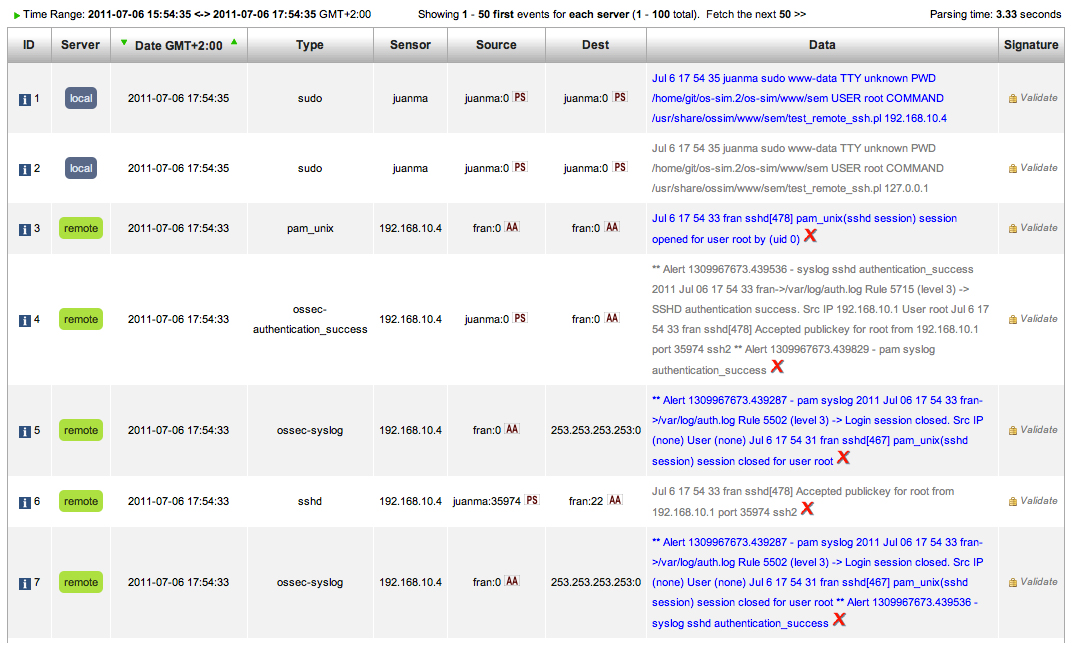 Time Range: 2011-07-06 15:54:35 <-> 2011-07-06 17:54:35 GMT+2:00 Showing 1 - 50 first events for each server (1 - 100 total). Fetch the next 50 >> Parsing time: 3.33 seconds
ID Server Date GMT+2:00 Type Sensor Source Dest Data Signature
1 local 2011-07-06 17:54:35 sudo juanma juanma:0 PS juanma:0 PS Jul 6 17 54 35 juanma sudo www-data TTY unknown PWD
/home/git/os-sim.2/os-sim/www/sem USER root COMMAND
/usr/share/ossim/www/sem/test_remote_ssh.pl 192.168.10.4
Validate
2 local 2011-07-06 17:54:35 sudo juanma juanma:0 PS juanma:0 PS Jul 6 17 54 35 juanma sudo www-data TTY unknown PWD
/home/git/os-sim.2/os-sim/www/sem USER root COMMAND
/usr/share/ossim/www/sem/test_remote_ssh.pl 127.0.0.1
Validate
3 remote 2011-07-06 17:54:33 pam_unix 192.168.10.4 fran:0 AA fran:0 AA Jul 6 17 54 33 fran sshd[478] pam_unix(sshd session) session
opened for user root by (uid 0)
Validate
4 remote 2011-07-06 17:54:33 ossec-
authentication_success 192.168.10.4 juanma:0 PS fran:0 AA ** Alert 1309967673.439536 - syslog sshd authentication_success
2011 Jul 06 17 54 33 fran->/var/log/auth.log Rule 5715 (level 3) ->
SSHD authentication success. Src IP 192.168.10.1 User root Jul 6 17
54 33 fran sshd[478] Accepted publickey for root from 192.168.10.1
port 35974 ssh2 ** Alert 1309967673.439829 - pam syslog
authentication_success
Validate
5 remote 2011-07-06 17:54:33 ossec-syslog 192.168.10.4 fran:0 AA 253.253.253.253:0 ** Alert 1309967673.439287 - pam syslog 2011 Jul 06 17 54 33 fran-
>/var/log/auth.log Rule 5502 (level 3) -> Login session closed. Src IP
(none) User (none) Jul 6 17 54 31 fran sshd[467] pam_unix(sshd
session) session closed for user root
Validate
6 remote 2011-07-06 17:54:33 sshd 192.168.10.4 juanma:35974 PS fran:22 AA Jul 6 17 54 33 fran sshd[478] Accepted publickey for root from
192.168.10.1 port 35974 ssh2
Validate
7 remote 2011-07-06 17:54:33 ossec-syslog 192.168.10.4 fran:0 AA 253.253.253.253:0 ** Alert 1309967673.439287 - pam syslog 2011 Jul 06 17 54 33 fran-
>/var/log/auth.log Rule 5502 (level 3) -> Login session closed. Src IP
(none) User (none) Jul 6 17 54 31 fran sshd[467] pam_unix(sshd
session) session closed for user root ** Alert 1309967673.439536 -
syslog sshd authentication_success
Validate